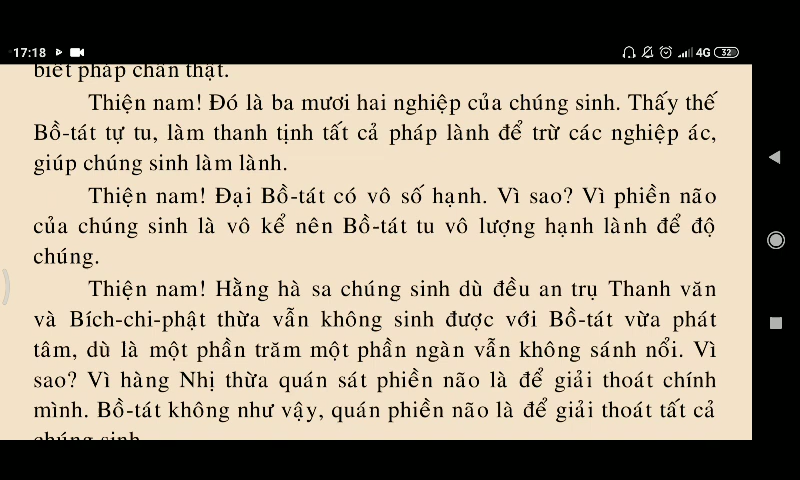 17:18
4G
32
biết pháp chân thật.
Thiện nam! Đó là ba mươi hai nghiệp của chúng sinh. Thấy thế
Bồ-tát tự tu, làm thanh tịnh tất cả pháp lành để trừ các nghiệp ác,
giúp chúng sinh làm lành.
Thiện nam! Đại Bồ-tát có vô số hạnh. Vì sao? Vì phiền não
của chúng sinh là vô kể nên Bồ-tát tu vô lượng hạnh lành để độ
chúng.
Thiện nam! Hằng hà sa chúng sinh dù đều an trụ Thanh văn
và Bích-chi-phật thừa vẫn không sinh được với Bồ-tát vừa phát
tâm, dù là một phần trăm một phần ngàn vẫn không sánh nổi. Vì
sao? Vì hàng Nhị thừa quán sát phiền não là để giải thoát chính
mình. Bồ-tát không như vậy, quán phiền não là để giải thoát tất cả
chúng sinh.